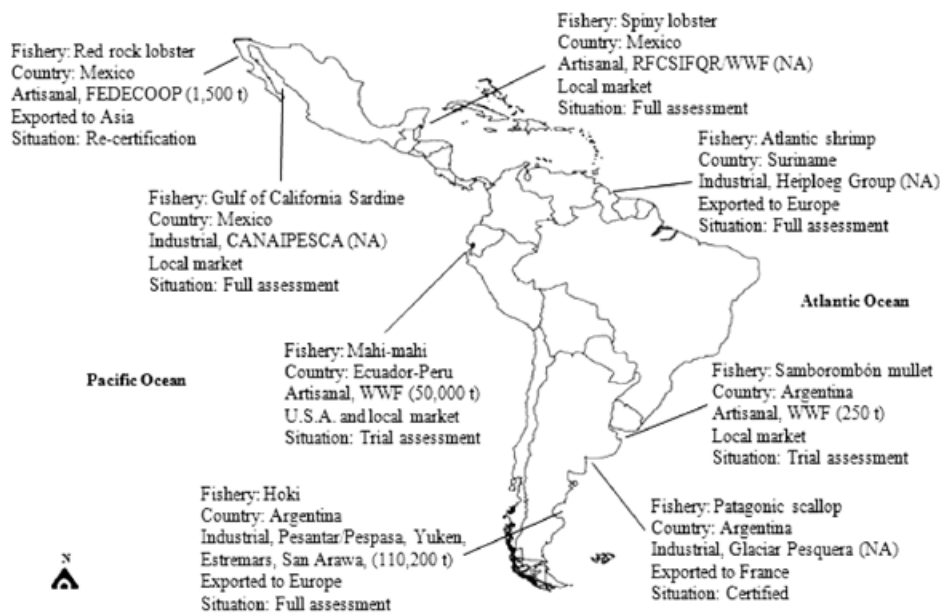 Fishery: Red rock lobster
Country: Mexico
Artisanal, FEDECOOP (1,500 t)
Exported to Asia
Situation: Re-certification
Fishery: Spiny lobster
Country: Mexico
Artisanal, RFCSIFQR/WWF (NA)
Local market
Situation: Full assessment
Fishery: Atlantic shrimp
Country: Suriname
Industrial, Heiploeg Group (NA)
Exported to Europe
Situation: Full assessment
Fishery: Gulf of California Sardine
Country: Mexico
Industrial, CANAIPESCA (NA)
Local market
Situation: Full assessment
Atlantic Ocean
Pacific Ocean
Fishery: Mahi-mahi
Country: Ecuador-Peru
Artisanal, WWF (50,000 t)
U.S.A. and local market
Situation: Trial assessment
Fishery: Samborombón mullet
Country: Argentina
Artisanal, WWF (250 t)
Local market
Situation: Trial assessment
Fishery: Hoki
Country: Argentina
Industrial, Pesantar/Pespasa, Yuken,
Estremars, San Arawa, (110,200 t)
Exported to Europe
Situation: Full assessment
Fishery: Patagonic scallop
Country: Argentina
Industrial, Glaciar Pesquera (NA)
Exported to France
Situation: Certified
N